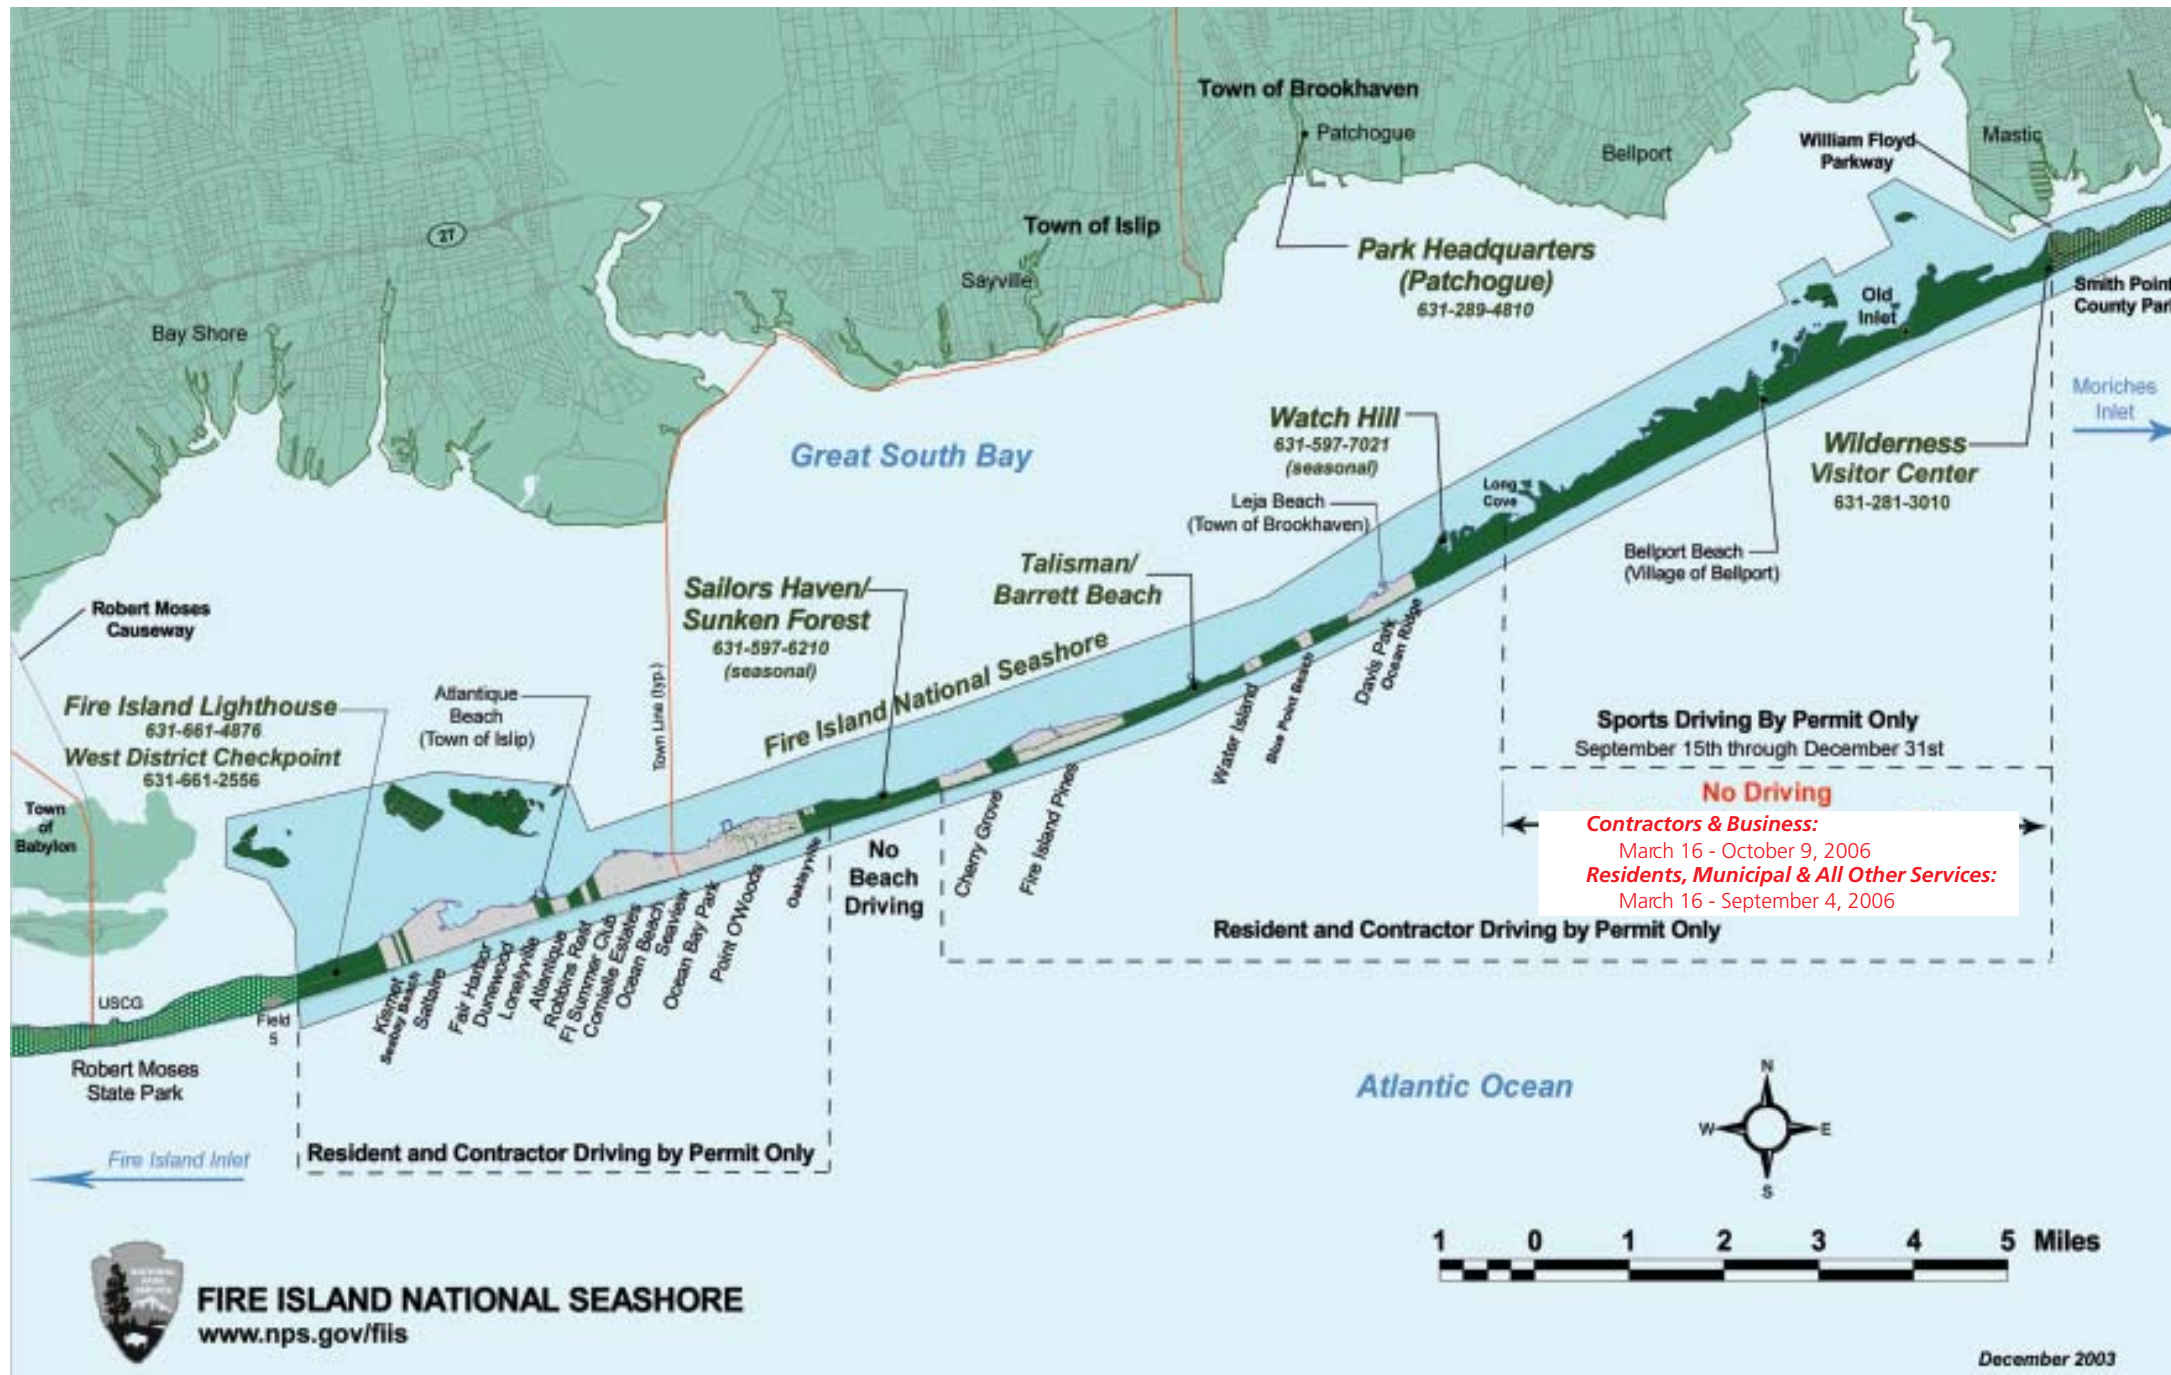 Town of Brookhaven
Patchogue
Bellport
William Floyd
Parkway
Mastic
27
Town of Islip
Sayville
Park Headquarters
(Patchogue)
631-289-4810
Smith Point
County Par
Old
Inlet
Bay Shore
Moriches
Inlet
Great South Bay
Watch Hill
631-597-7021
(seasonal)
Long
Cove
Leja Beach
(Town of Brookhaven)
Wilderness
Visitor Center
631-281-3010
Bellport Beach
(Village of Bellport)
Talisman/
Barrett Beach
Sailors Haven/
Sunken Forest
631-597-6210
(seasonal)
Fire Island National Seashore
Town Line (typ.)
Robert Moses
Causeway
Fire Island Lighthouse
631-661-4876
West District Checkpoint
631-661-2556
Atlantique
Beach
(Town of Islip)
Town
of
Babylon
Water Island
Blue Point Beach
Davis Park
Ocean Ridge
Sports Driving By Permit Only
September 15th through December 31st
No Driving
Contractors & Business:
March 16 - October 9, 2006
Residents, Municipal & All Other Services:
March 16 - September 4, 2006
Resident and Contractor Driving by Permit Only
Cherry Grove
Fire Island Pines
No
Beach
Driving
Oakleyville
Point O'Woods
Ocean Bay Park
Seaview
Ocean Beach
Corniells Estates
FI Summer Club
Robbins Rest
Atlantique
Lonelyville
Dunewood
Fair Harbor
Saltaire
Seabay Beach
Kismet
USCG
Field
5
Robert Moses
State Park
Fire Island Inlet
Resident and Contractor Driving by Permit Only
Atlantic Ocean
N
W
E
S
1 0 1 2 3 4 5 Miles
NATIONAL
PARK
SERVICE
FIRE ISLAND NATIONAL SEASHORE
www.nps.gov/fiis
December 2003